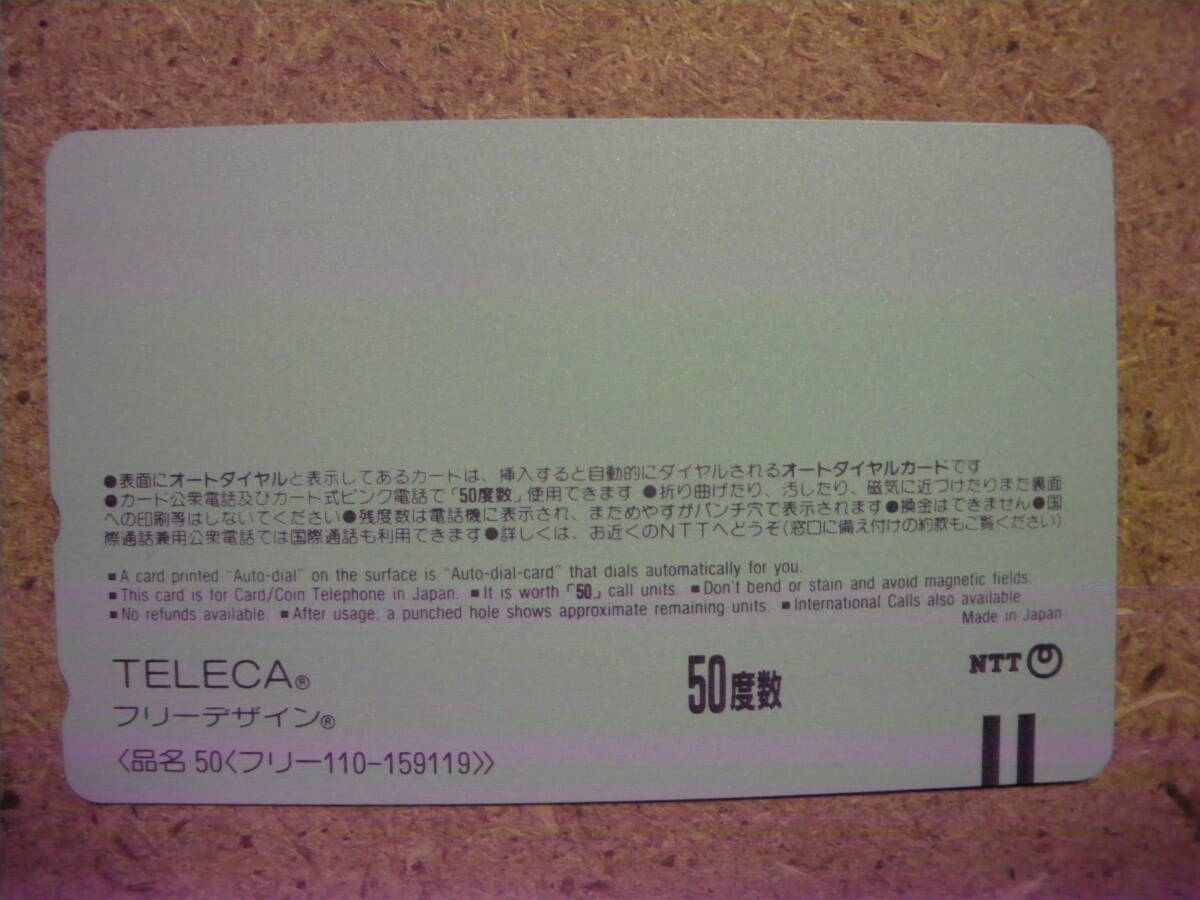 ●表面にオートダイヤルと表示してあるカードは、挿入すると自動的にダイヤルされるオートダイヤルカードです
●カード公衆電話及びカード式ピンク電話で「50度数」使用できます ●折り曲げたり、汚したり、磁気に近づけたりまた裏面
への印刷等はしないでください●残度数は電話機に表示され、まためやすがパンチ穴で表示されます●換金はできません●国
際通話兼用公衆電話では国際通話も利用できます●詳しくは、お近くのNTTへどうぞ(窓口に備え付けの約款もご覧ください)
■ A card printed "Auto-dial" on the surface is "Auto-dial-card" that dials automatically for you.
■ This card is for Card/Coin Telephone in Japan. ■ It is worth「50」call units. ■ Don't bend or stain and avoid magnetic fields
■ No refunds available. ■ After usage, a punched hole shows approximate remaining units. ■ International Calls also available
Made in Japan
TELECA®
フリーデザイン®
〈品名 50〈フリー110-159119〉〉
50度数
NTT